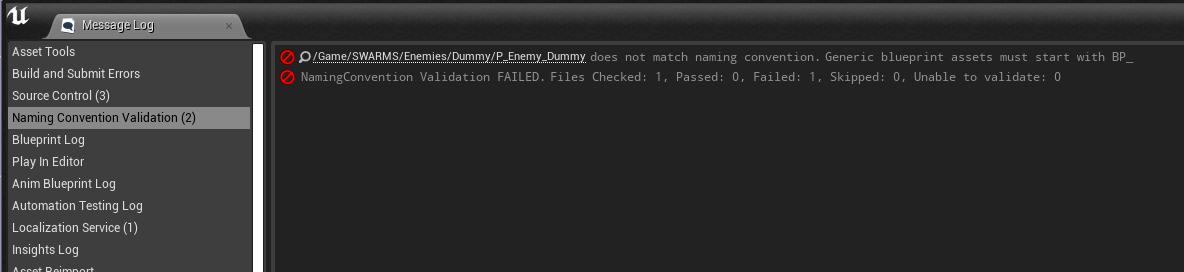 Message Log
Asset Tools
Build and Submit Errors
Source Control (3)
Naming Convention Validation (2)
Blueprint Log
Play In Editor
Anim Blueprint Log
Automation Testing Log
Localization Service (1)
Insights Log
Asset Reimport
/Game/SWARMS/Enemies/Dummy/P_Enemy_Dummy does not match naming convention. Generic blueprint assets must start with BP_
NamingConvention Validation FAILED. Files Checked: 1, Passed: 0, Failed: 1, Skipped: 0, Unable to validate: 0